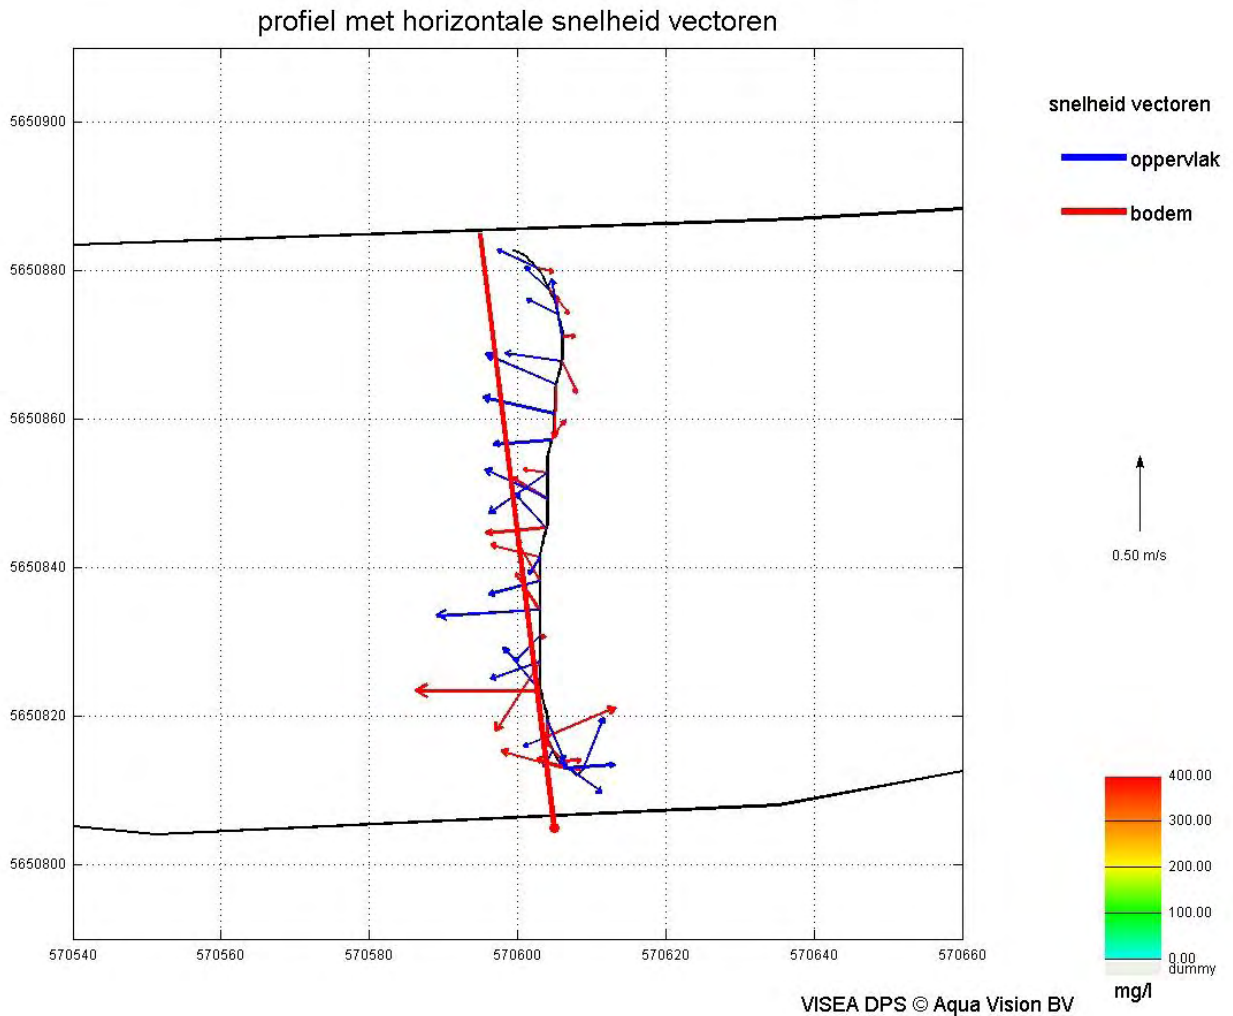 profiel met horizontale snelheid vectoren
snelheid vectoren
oppervlak
bodem
5650900
5650880
5650860
5650840
5650820
5650800
0.50 m/s
400.00
300.00
200.00
100.00
0.00
dummy
mg/l
570540 570560 570580 570600 570620 570640 570660
VISEA DPS © Aqua Vision BV